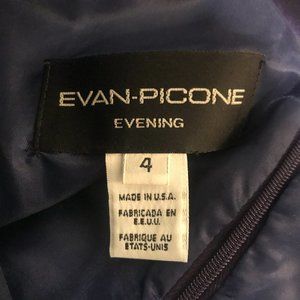 EVAN-PICONE
EVENING
4
MADE IN U.S.A.
FABRICADA EN
E.E.U.U.
FABRIQUE AU
ETATS-UNIS